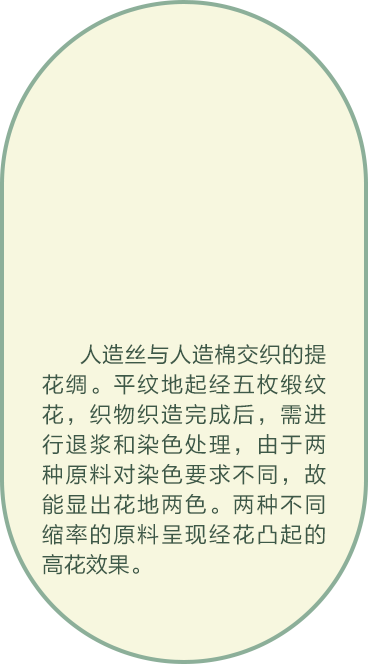 人造丝与人造棉交织的提
花绸。平纹地起经五枚缎纹
花，织物织造完成后，需进
行退浆和染色处理，由于两
种原料对染色要求不同，故
能显出花地两色。两种不同
缩率的原料呈现经花凸起的
高花效果。